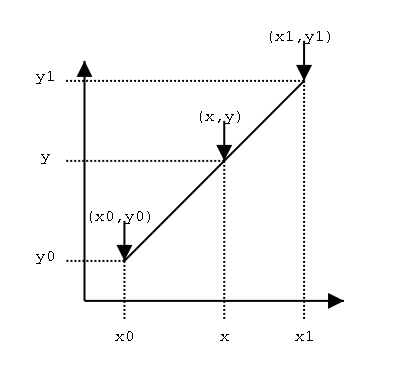 (x1,y1)
y1
(x,y)
y
(x0,y0)
y0
x0 x x1